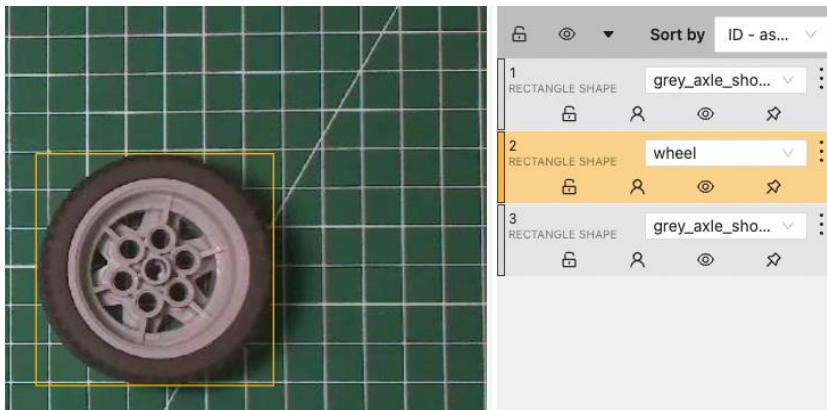 Sort by ID - as...
1
RECTANGLE SHAPE
grey_axle_sho...
2
RECTANGLE SHAPE
wheel
3
RECTANGLE SHAPE
grey_axle_sho...